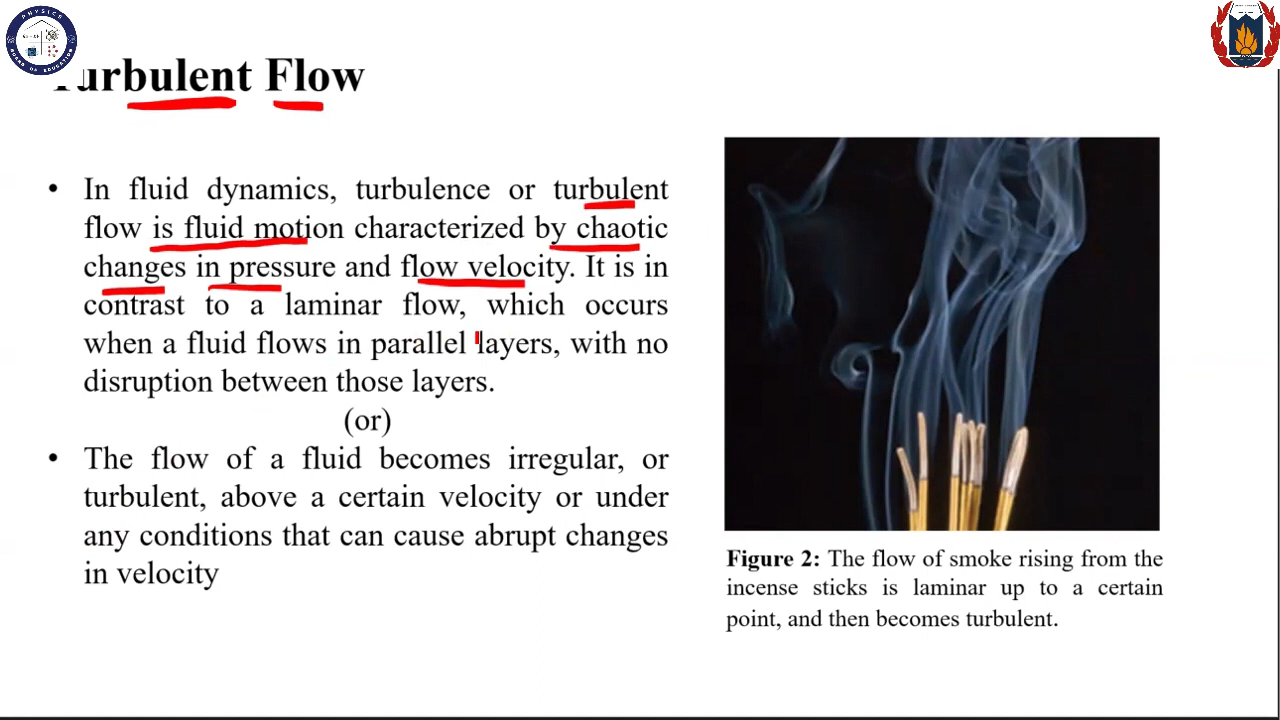 Turbulent Flow
• In fluid dynamics, turbulence or turbulent
flow is fluid motion characterized by chaotic
changes in pressure and flow velocity. It is in
contrast to a laminar flow, which occurs
when a fluid flows in parallel layers, with no
disruption between those layers.
(or)
• The flow of a fluid becomes irregular, or
turbulent, above a certain velocity or under
any conditions that can cause abrupt changes
in velocity
Figure 2: The flow of smoke rising from the
incense sticks is laminar up to a certain
point, and then becomes turbulent.
PHYSICS